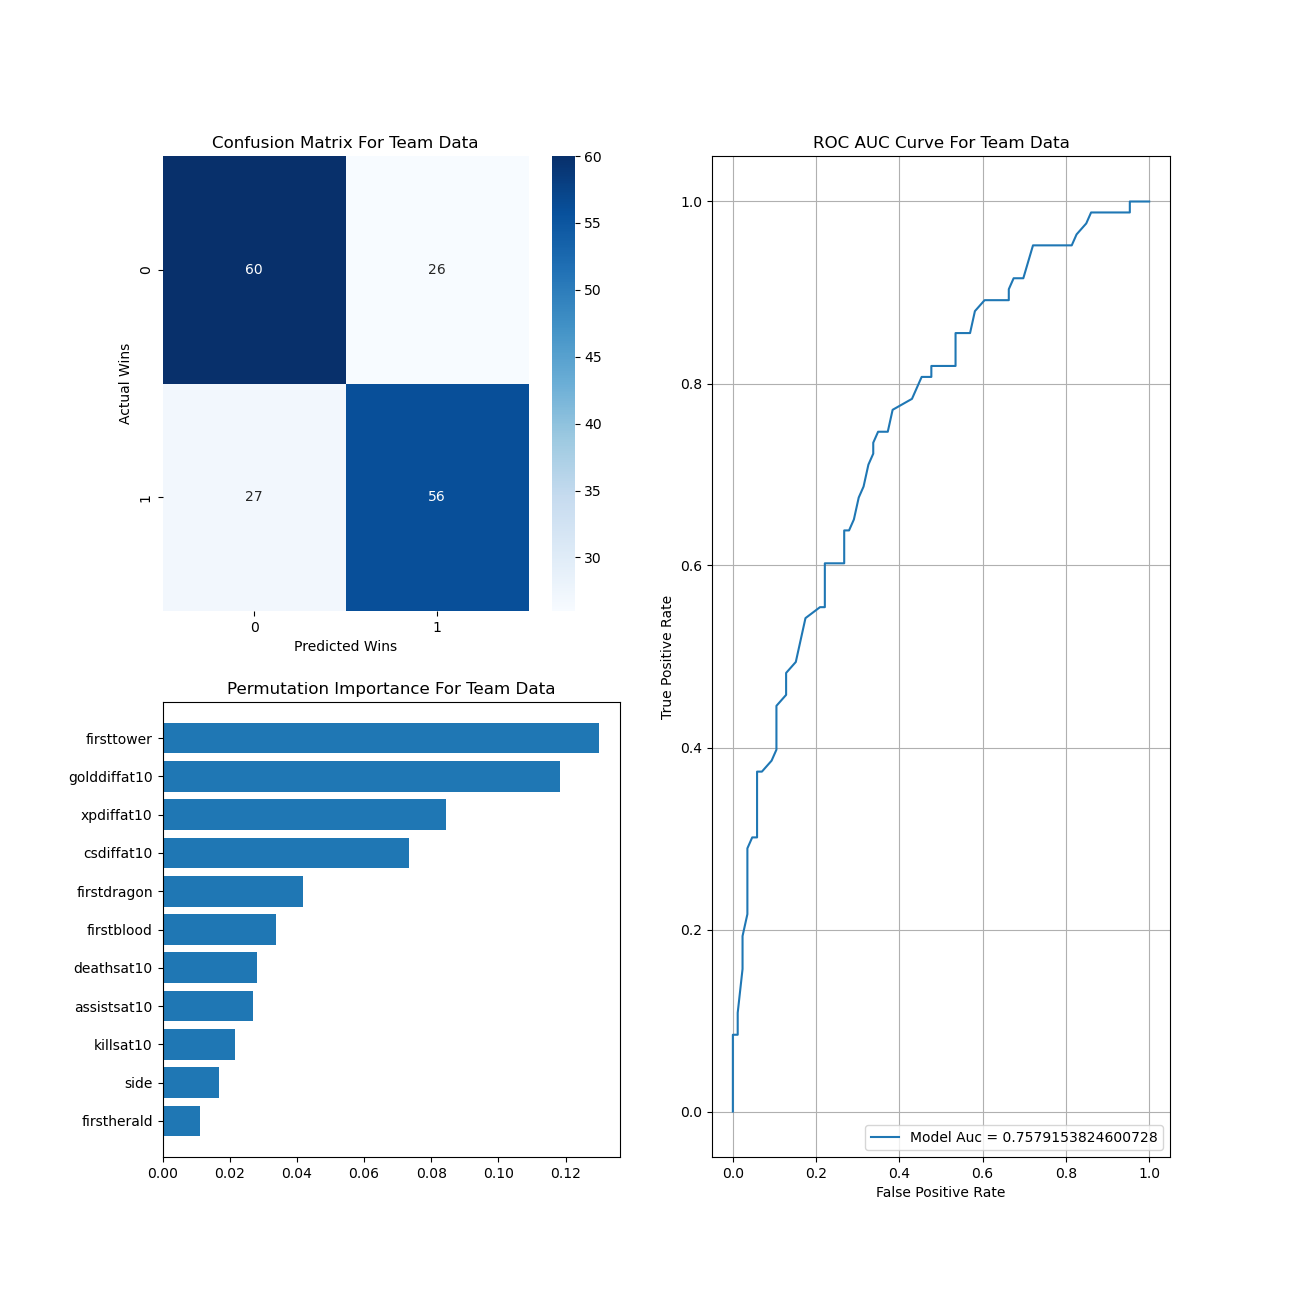 Confusion Matrix For Team Data
60
26
27
56
0
1
Actual Wins
0
1
Predicted Wins
60
55
50
45
40
35
30
Permutation Importance For Team Data
firsttower
golddiffat10
xpdiffat10
csdiffat10
firstdragon
firstblood
deathsat10
assistsat10
killsat10
side
firstherald
0.00 0.02 0.04 0.06 0.08 0.10 0.12
ROC AUC Curve For Team Data
1.0
0.8
0.6
0.4
0.2
0.0
True Positive Rate
Model Auc = 0.7579153824600728
0.0 0.2 0.4 0.6 0.8 1.0
False Positive Rate